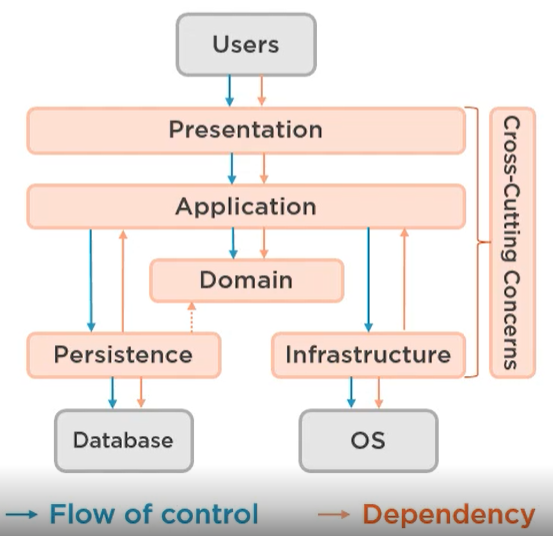 Users
Presentation
Application
Domain
Persistence
Infrastructure
Database
OS
Cross-Cutting Concerns
Flow of control
Dependency